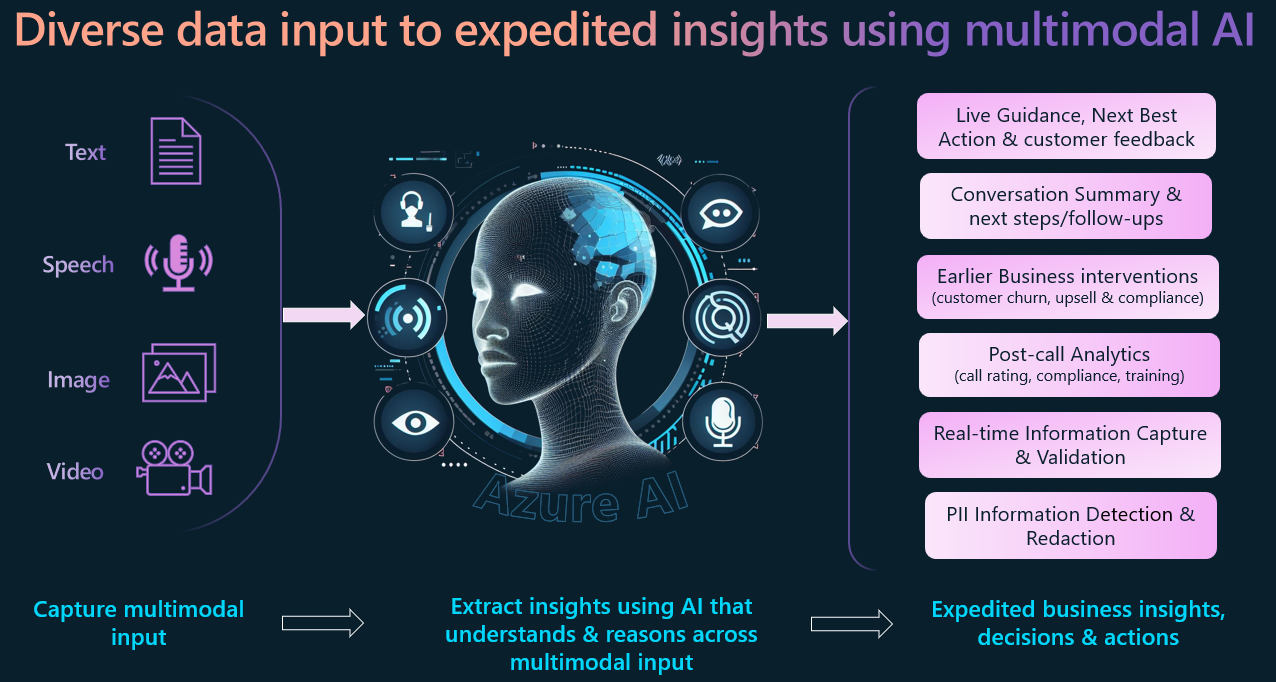 Diverse data input to expedited insights using multimodal AI
Text
Speech
Image
Video
Azure AI
Live Guidance, Next Best
Action & customer feedback
Conversation Summary &
next steps/follow-ups
Earlier Business interventions
(customer churn, upsell & compliance)
Post-call Analytics
(call rating, compliance, training)
Real-time Information Capture
& Validation
PII Information Detection &
Redaction
Capture multimodal
input
Extract insights using AI that
understands & reasons across
multimodal input
Expedited business insights,
decisions & actions